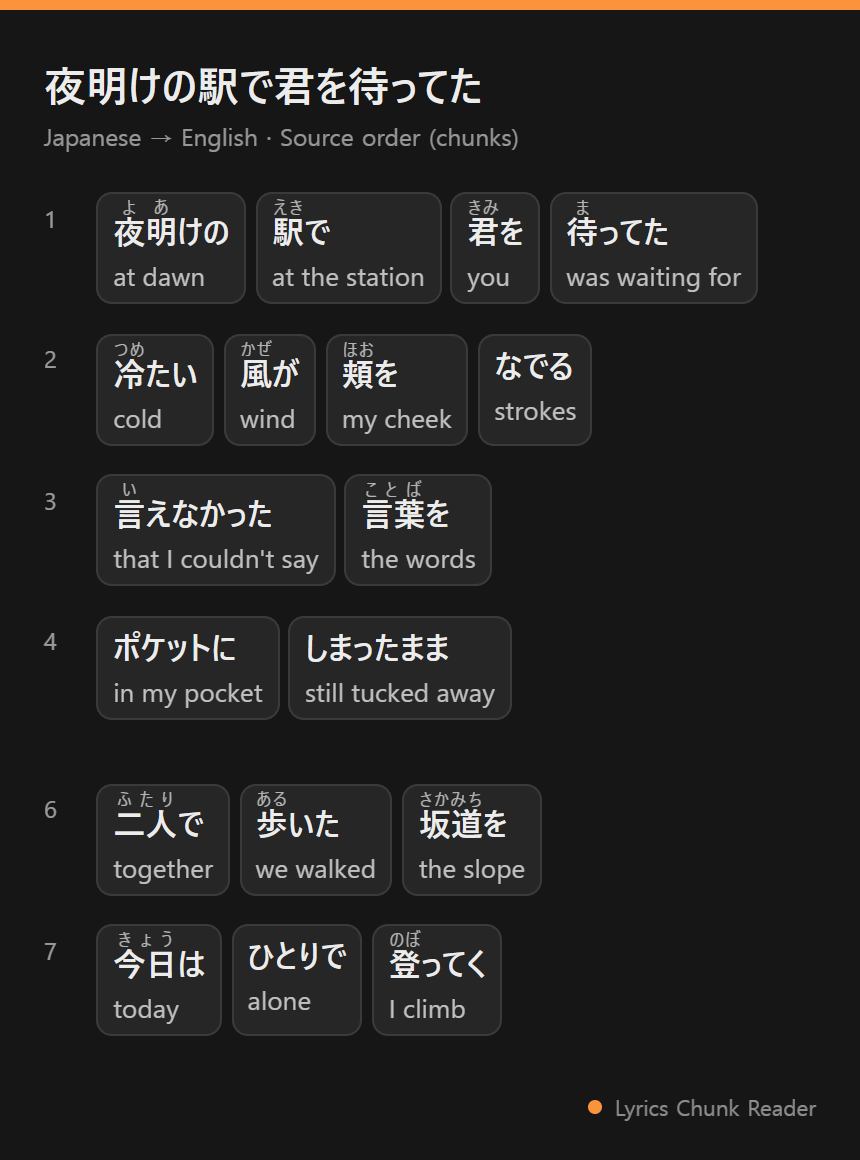 夜明けの駅で君を待ってた
Japanese → English · Source order (chunks)
よ あ えき きみ ま
1 夜明けの 駅で 君を 待ってた
at dawn at the station you was waiting for
つめ かぜ ほお
2 冷たい 風が 頬を なでる
cold wind my cheek strokes
い ことば
3 言えなかった 言葉を
that I couldn't say the words
4 ポケットに しまったまま
in my pocket still tucked away
ふたり ある さかみち
6 二人で 歩いた 坂道を
together we walked the slope
きょう のぼ
7 今日は ひとりで 登ってく
today alone I climb
Lyrics Chunk Reader